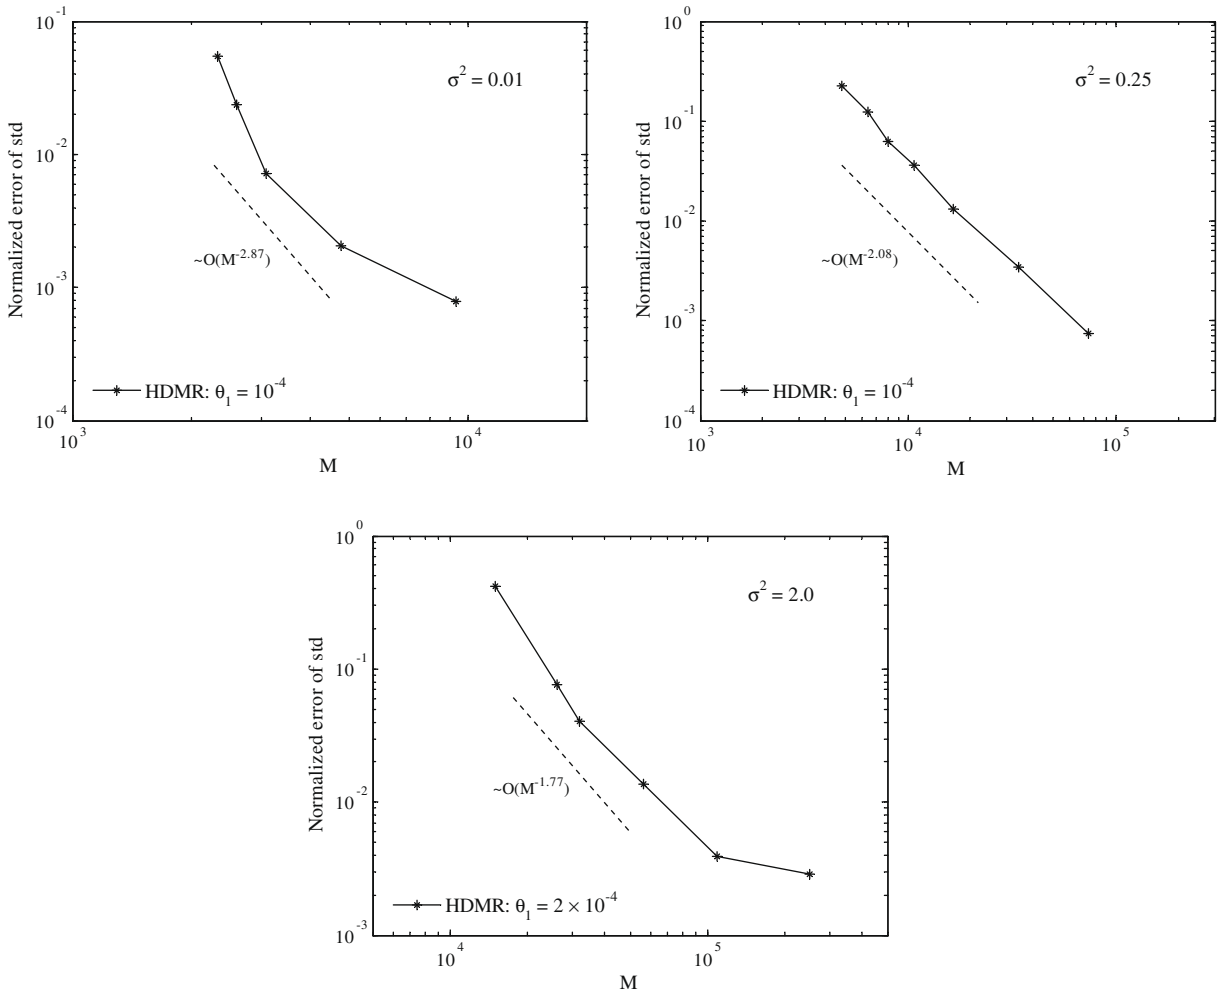 10^-1
10^-2
10^-3
10^-4
Normalized error of std
σ^2 = 0.01
~O(M^-2.87)
HDMR: θ_1 = 10^-4
10^3
10^4
M
10^0
10^-1
10^-2
10^-3
10^-4
Normalized error of std
σ^2 = 0.25
~O(M^-2.08)
HDMR: θ_1 = 10^-4
10^3
10^4
10^5
M
10^0
10^-1
10^-2
10^-3
Normalized error of std
σ^2 = 2.0
~O(M^-1.77)
HDMR: θ_1 = 2 × 10^-4
10^4
10^5
M